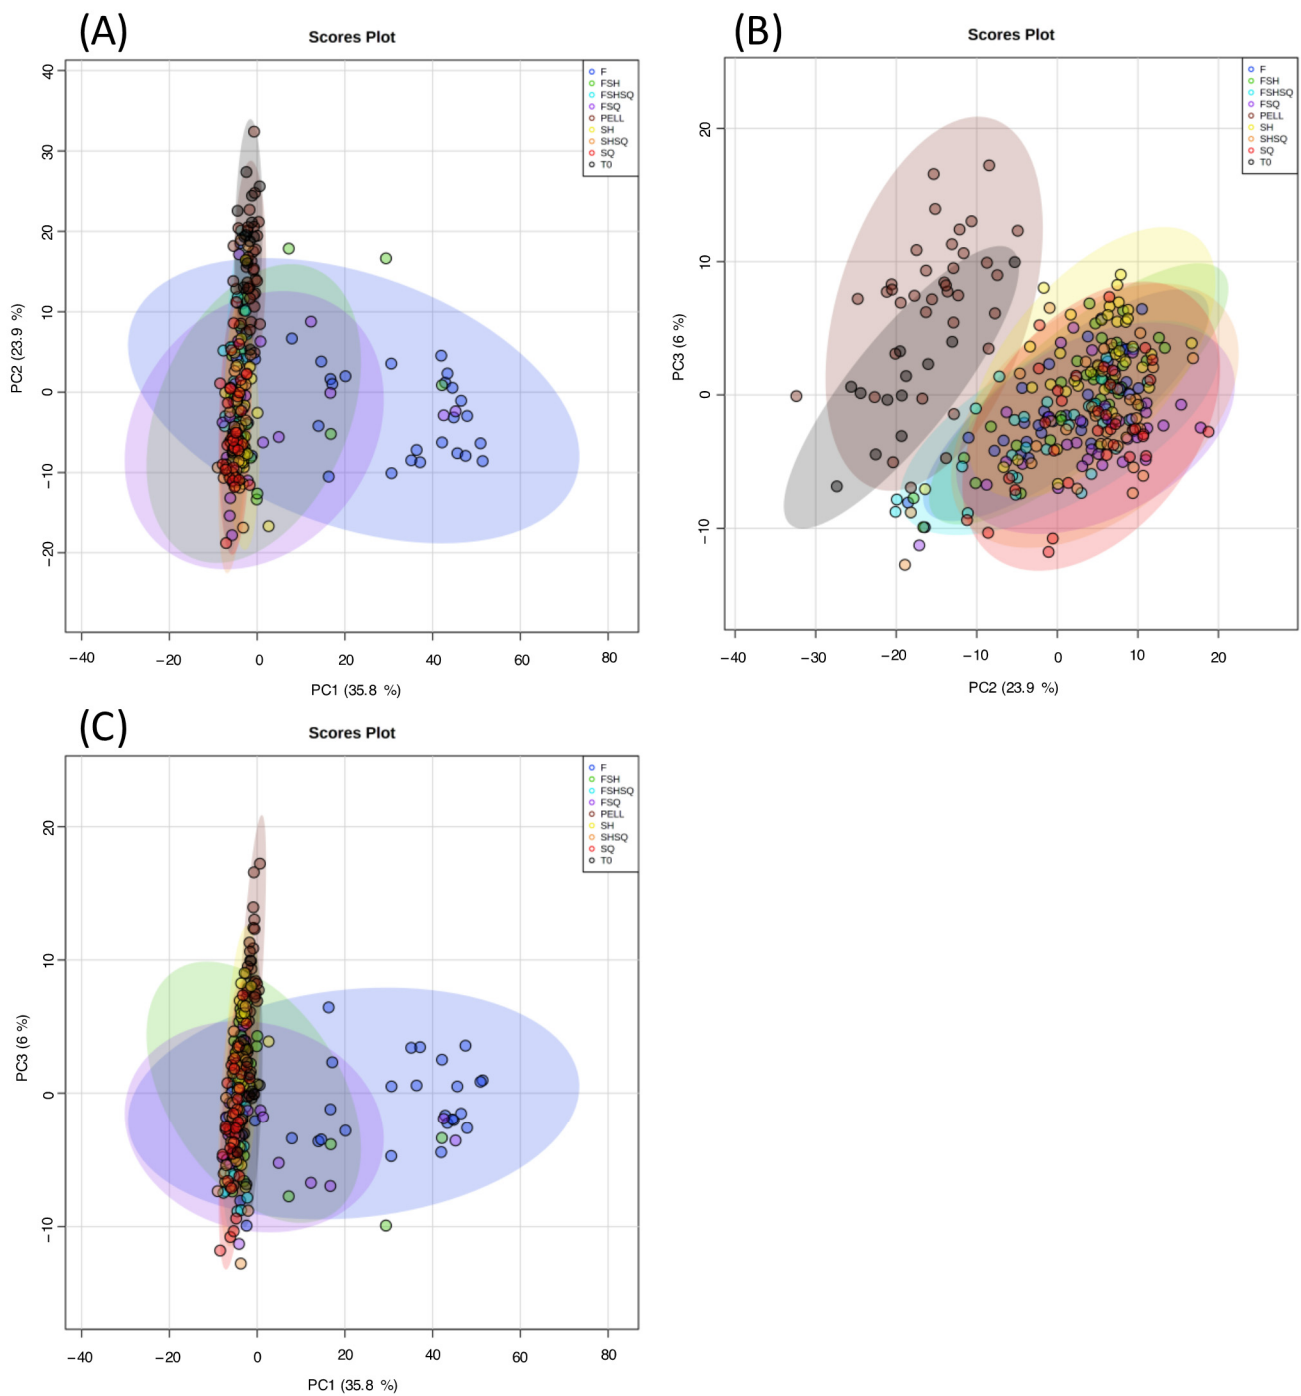 (A)
Scores Plot
F
FSH
FSHSQ
FSQ
PELL
SH
SHSQ
SQ
T0
40
30
20
10
0
−10
−20
PC2 (23.9 %)
−40
−20
0
20
40
60
80
PC1 (35.8 %)
(B)
Scores Plot
F
FSH
FSHSQ
FSQ
PELL
SH
SHSQ
SQ
T0
20
10
0
−10
PC3 (6 %)
−40
−30
−20
−10
0
10
20
PC2 (23.9 %)
(C)
Scores Plot
F
FSH
FSHSQ
FSQ
PELL
SH
SHSQ
SQ
T0
20
10
0
−10
PC3 (6 %)
−40
−20
0
20
40
60
80
PC1 (35.8 %)